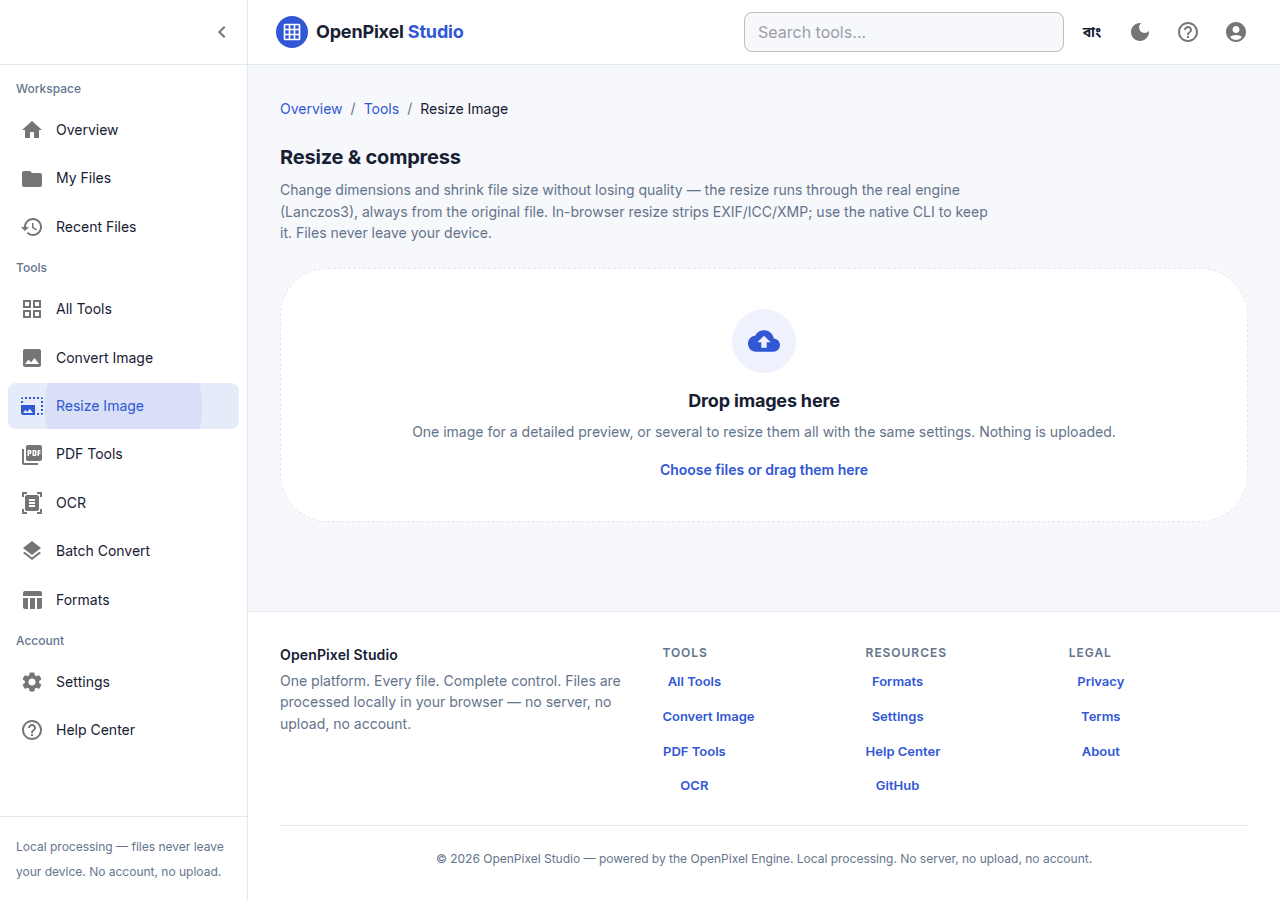 OpenPixel Studio
Search tools...
বাং
Workspace
Overview
My Files
Recent Files
Tools
All Tools
Convert Image
Resize Image
PDF Tools
OCR
Batch Convert
Formats
Account
Settings
Help Center
Local processing — files never leave
your device. No account, no upload.
Overview / Tools / Resize Image
Resize & compress
Change dimensions and shrink file size without losing quality — the resize runs through the real engine
(Lanczos3), always from the original file. In-browser resize strips EXIF/ICC/XMP; use the native CLI to keep
it. Files never leave your device.
Drop images here
One image for a detailed preview, or several to resize them all with the same settings. Nothing is uploaded.
Choose files or drag them here
OpenPixel Studio
One platform. Every file. Complete control. Files are
processed locally in your browser — no server, no
upload, no account.
TOOLS
All Tools
Convert Image
PDF Tools
OCR
RESOURCES
Formats
Settings
Help Center
GitHub
LEGAL
Privacy
Terms
About
© 2026 OpenPixel Studio — powered by the OpenPixel Engine. Local processing. No server, no upload, no account.